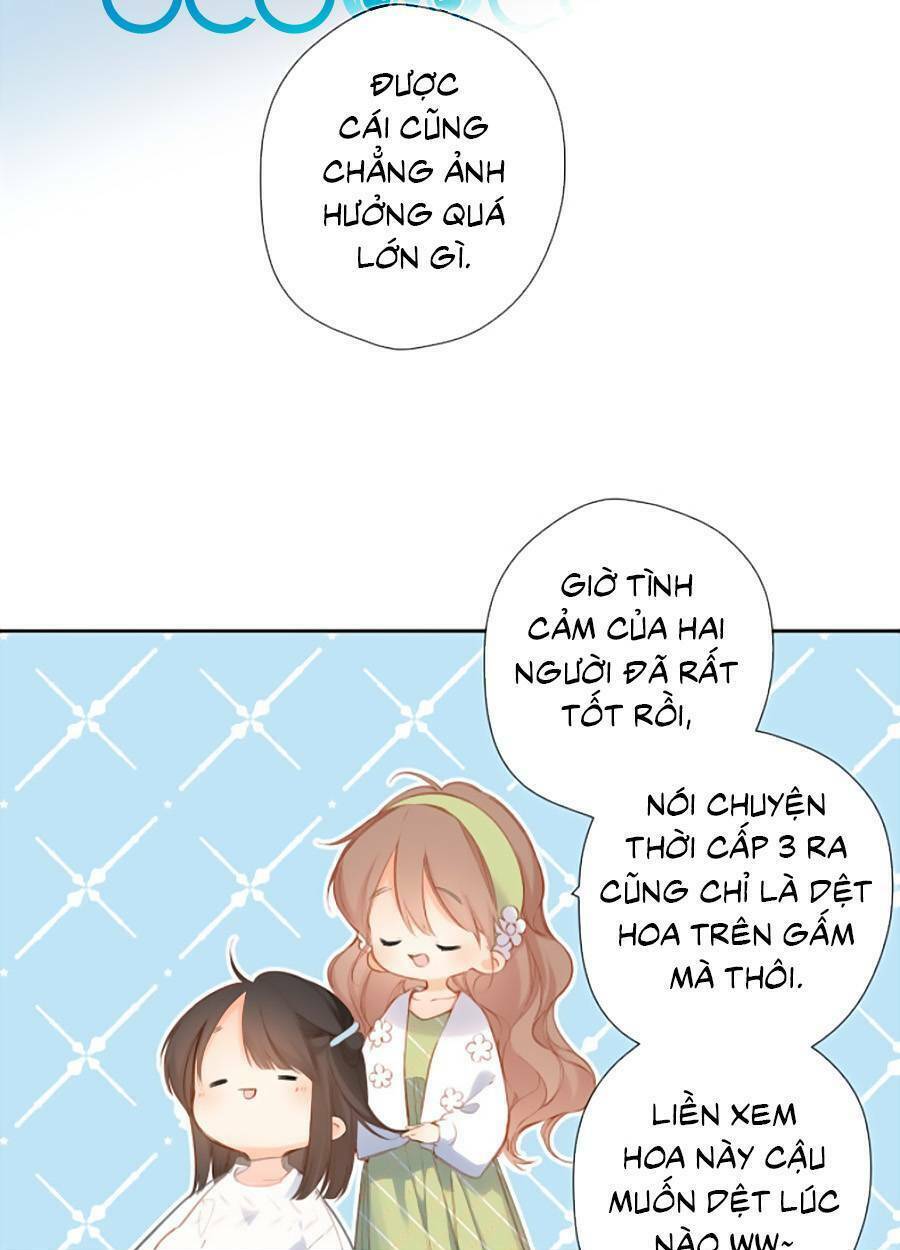 ĐƯỢC
CÁI CŨNG
CHẲNG ẢNH
HƯỞNG QUÁ
LỚN GÌ.
GIỜ TÌNH
CẢM CỦA HAI
NGƯỜI ĐÃ RẤT
TỐT RỒI,
NÓI CHUYỆN
THỜI CẤP 3 RA
CŨNG CHỈ LÀ DỆT
HOA TRÊN GẤM
MÀ THÔI.
LIỀN XEM
HOA NÀY CẬU
MUỐN DỆT LÚC
NÀO WW~